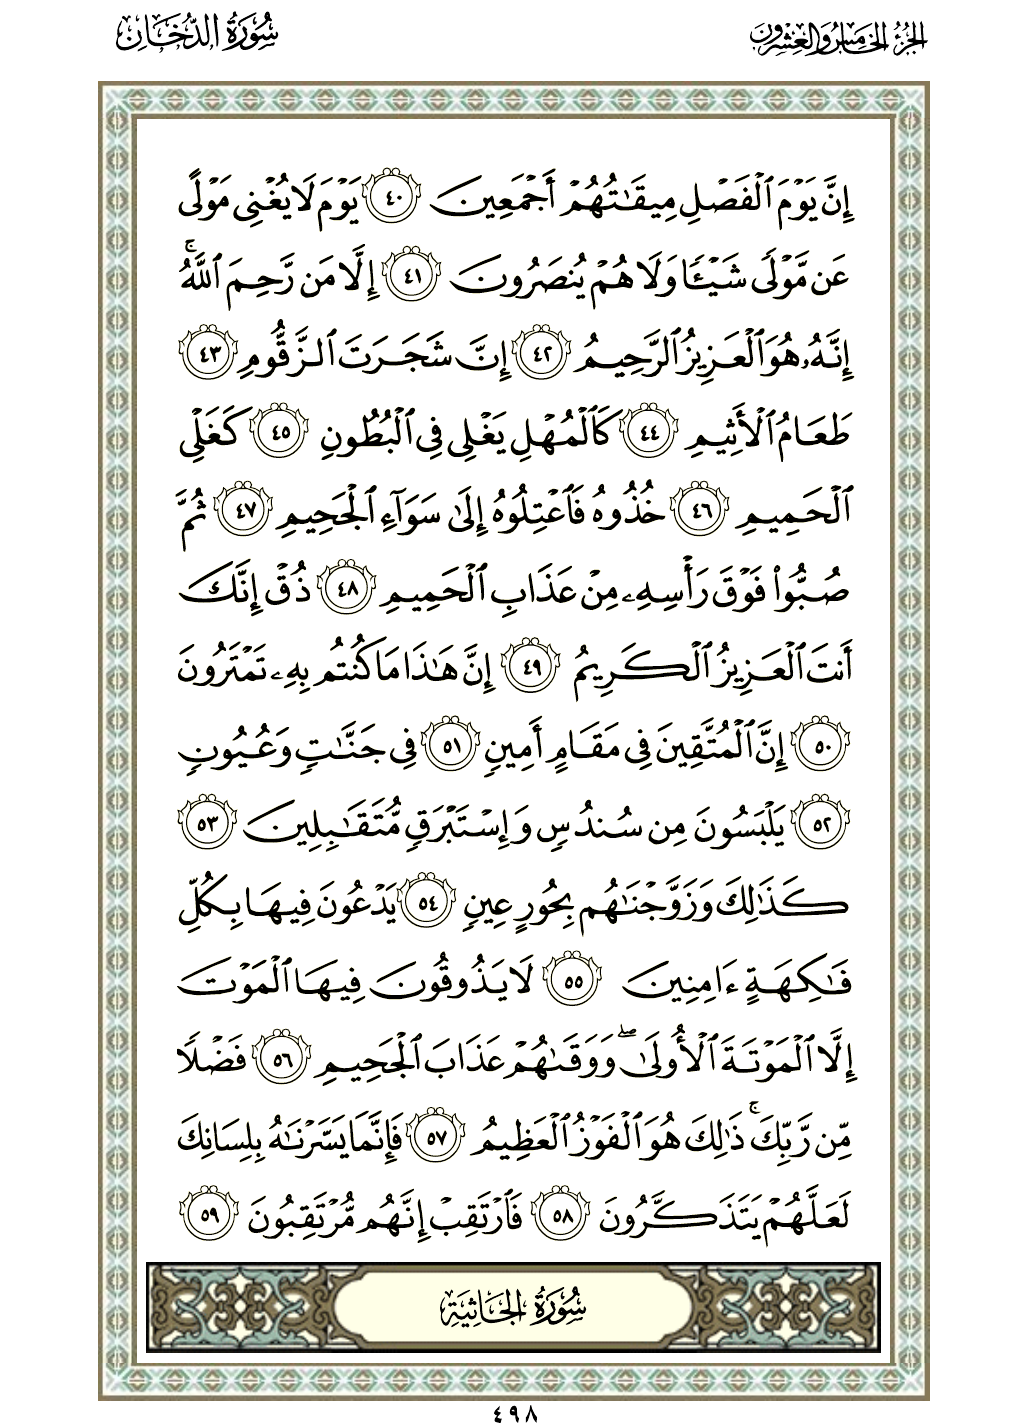 الجزء الخامس والعشرون
سورة الدخان
إِنَّ يَوْمَ ٱلْفَصْلِ مِيقَـٰتُهُمْ أَجْمَعِينَ ٤٠ يَوْمَ لَا يُغْنِى مَوْلًى
عَن مَّوْلًى شَيْـًٔا وَلَا هُمْ يُنصَرُونَ ٤١ إِلَّا مَن رَّحِمَ ٱللَّهُ ۚ
إِنَّهُۥ هُوَ ٱلْعَزِيزُ ٱلرَّحِيمُ ٤٢ إِنَّ شَجَرَتَ ٱلزَّقُّومِ ٤٣
طَعَامُ ٱلْأَثِيمِ ٤٤ كَٱلْمُهْلِ يَغْلِى فِى ٱلْبُطُونِ ٤٥ كَغَلْىِ
ٱلْحَمِيمِ ٤٦ خُذُوهُ فَٱعْتِلُوهُ إِلَىٰ سَوَآءِ ٱلْجَحِيمِ ٤٧ ثُمَّ
صُبُّوا۟ فَوْقَ رَأْسِهِۦ مِنْ عَذَابِ ٱلْحَمِيمِ ٤٨ ذُقْ إِنَّكَ
أَنتَ ٱلْعَزِيزُ ٱلْكَرِيمُ ٤٩ إِنَّ هَـٰذَا مَا كُنتُم بِهِۦ تَمْتَرُونَ
٥٠ إِنَّ ٱلْمُتَّقِينَ فِى مَقَامٍ أَمِينٍ ٥١ فِى جَنَّـٰتٍ وَعُيُونٍ
٥٢ يَلْبَسُونَ مِن سُندُسٍ وَإِسْتَبْرَقٍ مُّتَقَـٰبِلِينَ ٥٣
كَذَٰلِكَ وَزَوَّجْنَـٰهُم بِحُورٍ عِينٍ ٥٤ يَدْعُونَ فِيهَا بِكُلِّ
فَـٰكِهَةٍ ءَامِنِينَ ٥٥ لَا يَذُوقُونَ فِيهَا ٱلْمَوْتَ
إِلَّا ٱلْمَوْتَةَ ٱلْأُولَىٰ ۖ وَوَقَىٰهُمْ عَذَابَ ٱلْجَحِيمِ ٥٦ فَضْلًا
مِّن رَّبِّكَ ۚ ذَٰلِكَ هُوَ ٱلْفَوْزُ ٱلْعَظِيمُ ٥٧ فَإِنَّمَا يَسَّرْنَـٰهُ بِلِسَانِكَ
لَعَلَّهُمْ يَتَذَكَّرُونَ ٥٨ فَٱرْتَقِبْ إِنَّهُم مُّرْتَقِبُونَ ٥٩
سُورَةُ الجَاثِيَةِ
٤٩٨